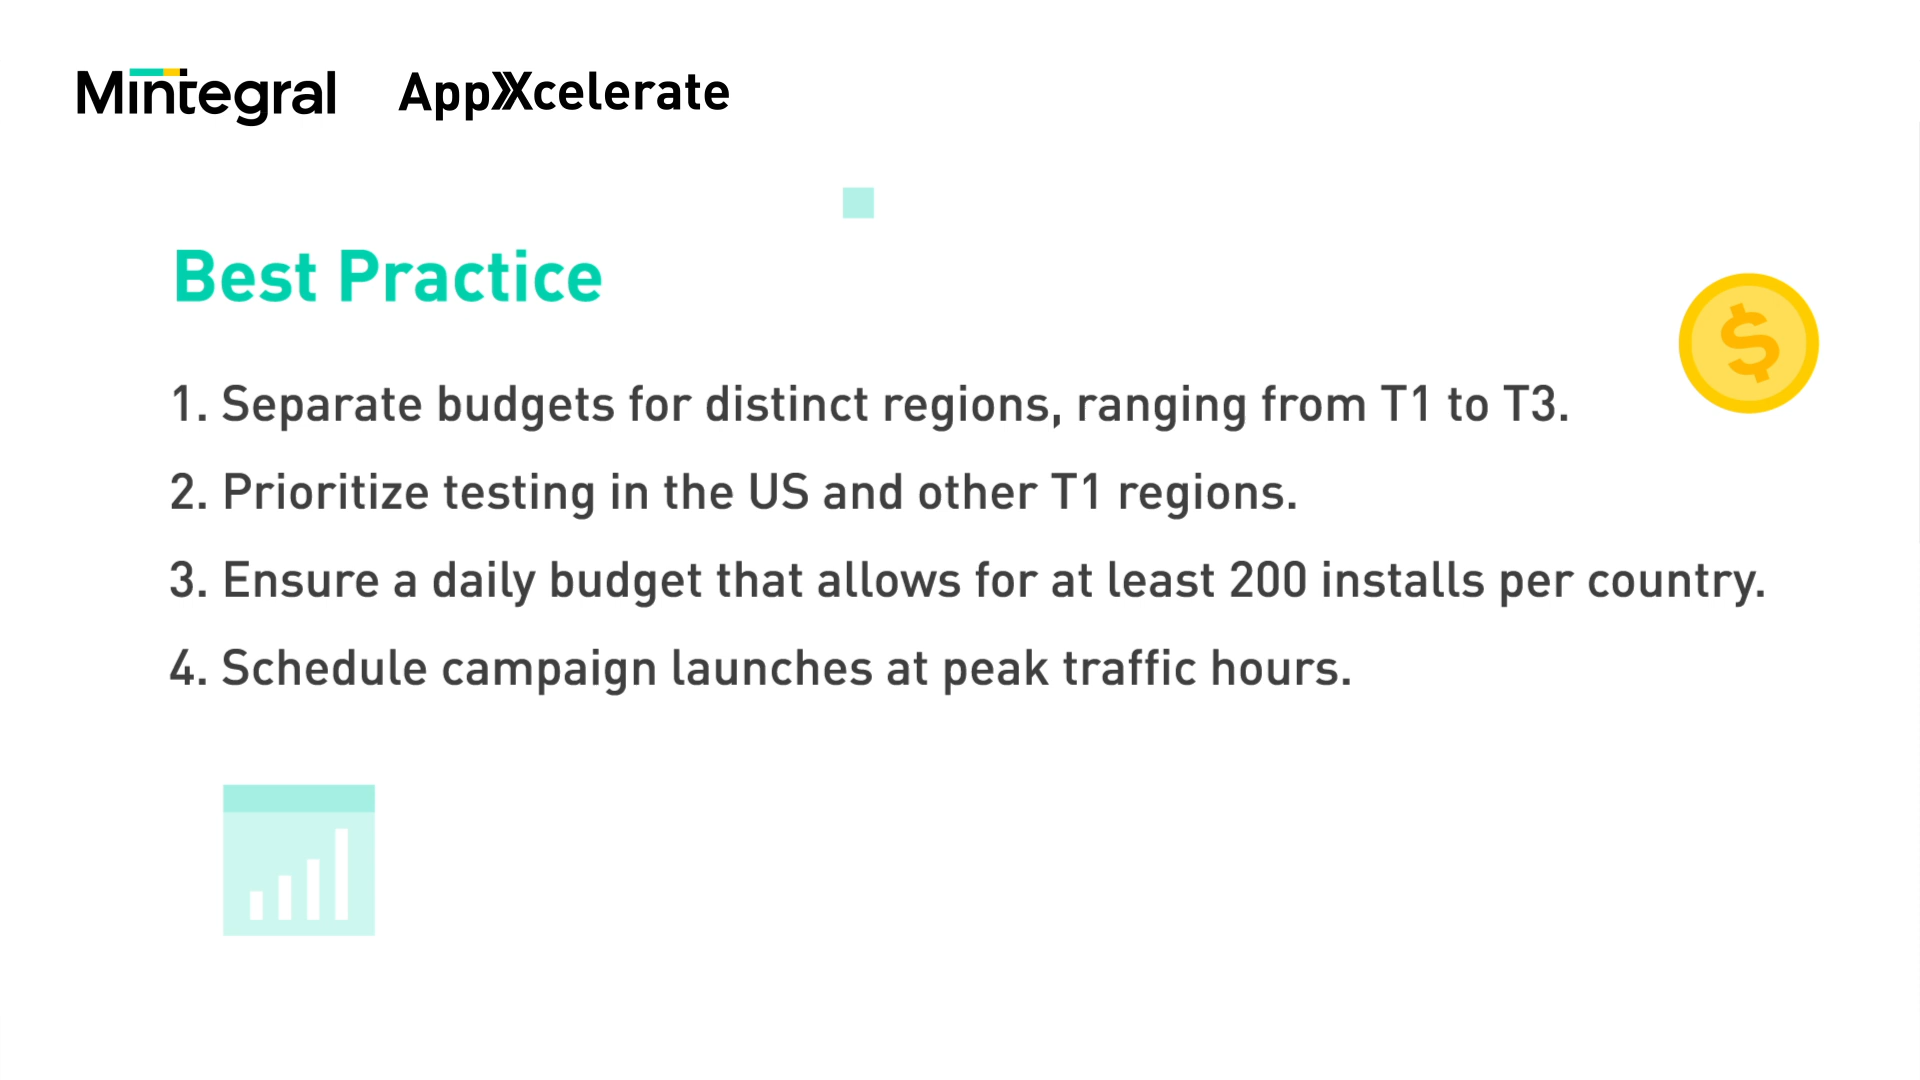 Mintegral AppXcelerate
Best Practice
1. Separate budgets for distinct regions, ranging from T1 to T3.
2. Prioritize testing in the US and other T1 regions.
3. Ensure a daily budget that allows for at least 200 installs per country.
4. Schedule campaign launches at peak traffic hours.
$